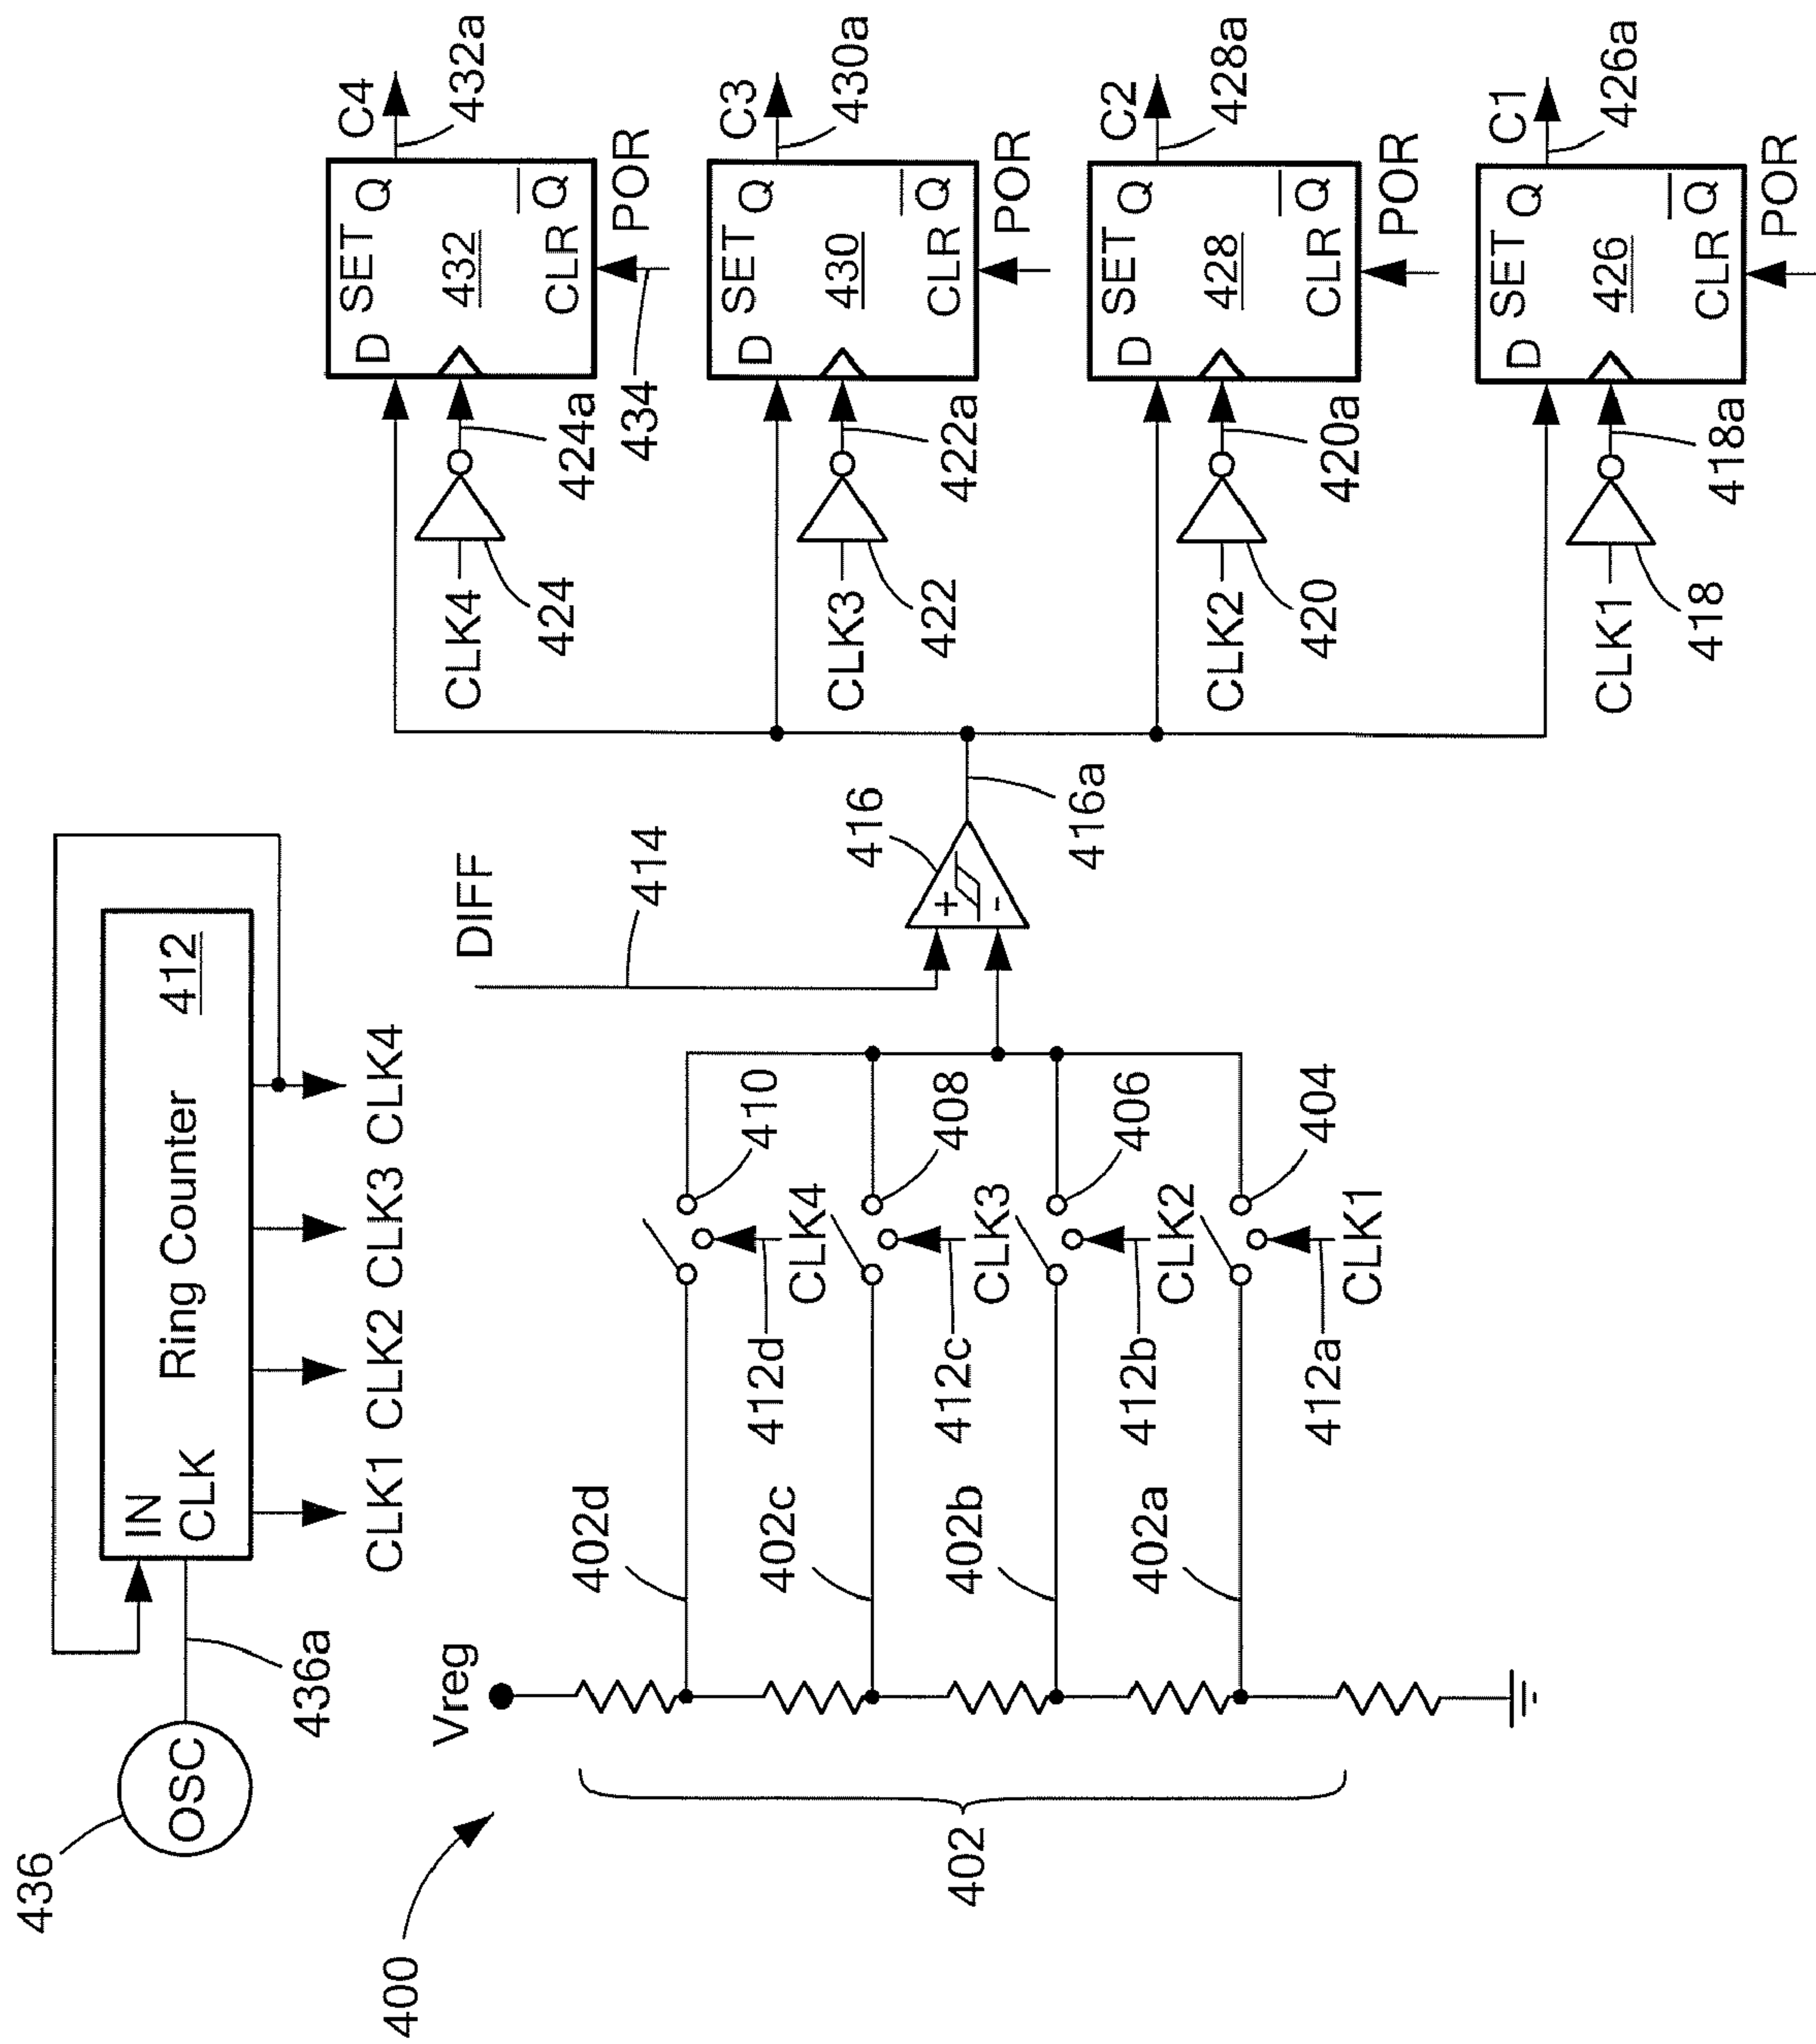 436
OSC
436a
IN
CLK
Ring Counter
412
CLK1 CLK2 CLK3 CLK4
400
Vreg
402
402d
402c
402b
402a
412d
CLK4
412c
CLK3
412b
CLK2
412a
CLK1
410
408
406
404
DIFF
414
416
+
-
416a
CLK4
424
424a
434
D SET Q
432
CLR Q
POR
C4
432a
CLK3
422
422a
D SET Q
430
CLR Q
POR
C3
430a
CLK2
420
420a
D SET Q
428
CLR Q
POR
C2
428a
CLK1
418
418a
D SET Q
426
CLR Q
POR
C1
426a